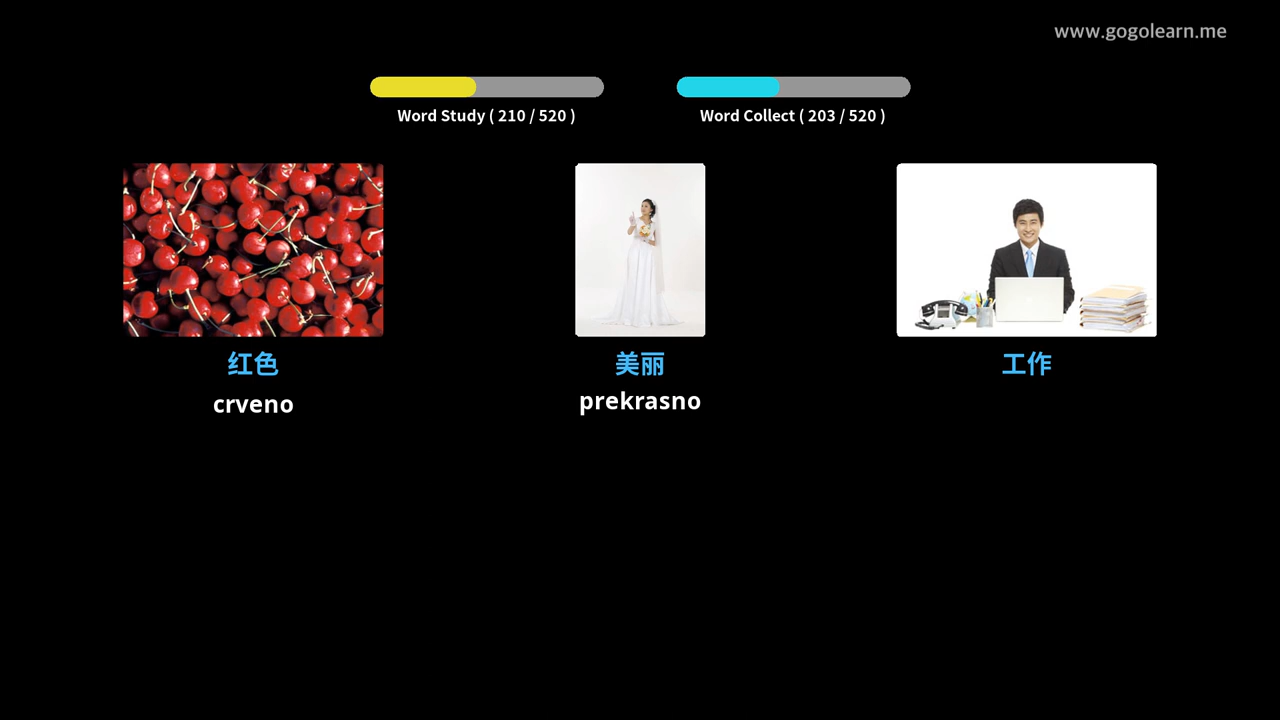 www.gogolearn.me
Word Study ( 210 / 520 )
Word Collect ( 203 / 520 )
红色
美丽
工作
crveno
prekrasno